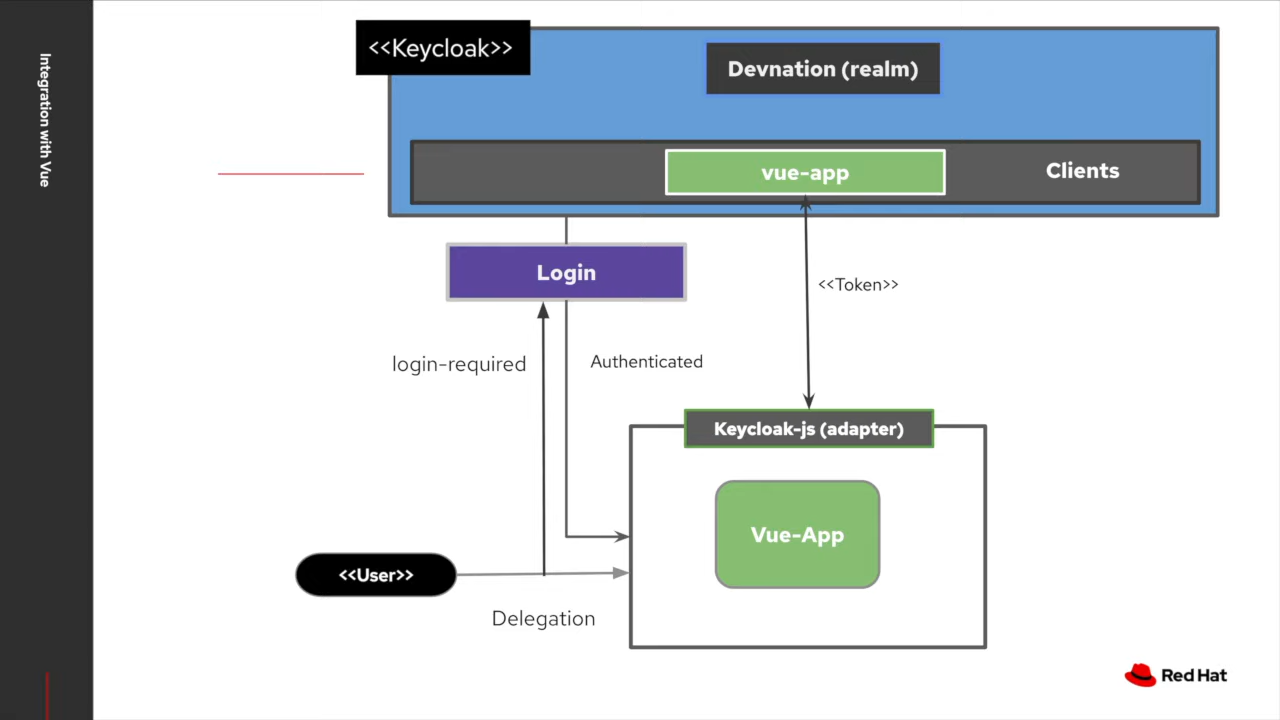 Integration with Vue
<<Keycloak>>
Devnation (realm)
vue-app
Clients
Login
<<Token>>
login-required
Authenticated
Keycloak-js (adapter)
Vue-App
<<User>>
Delegation
Red Hat